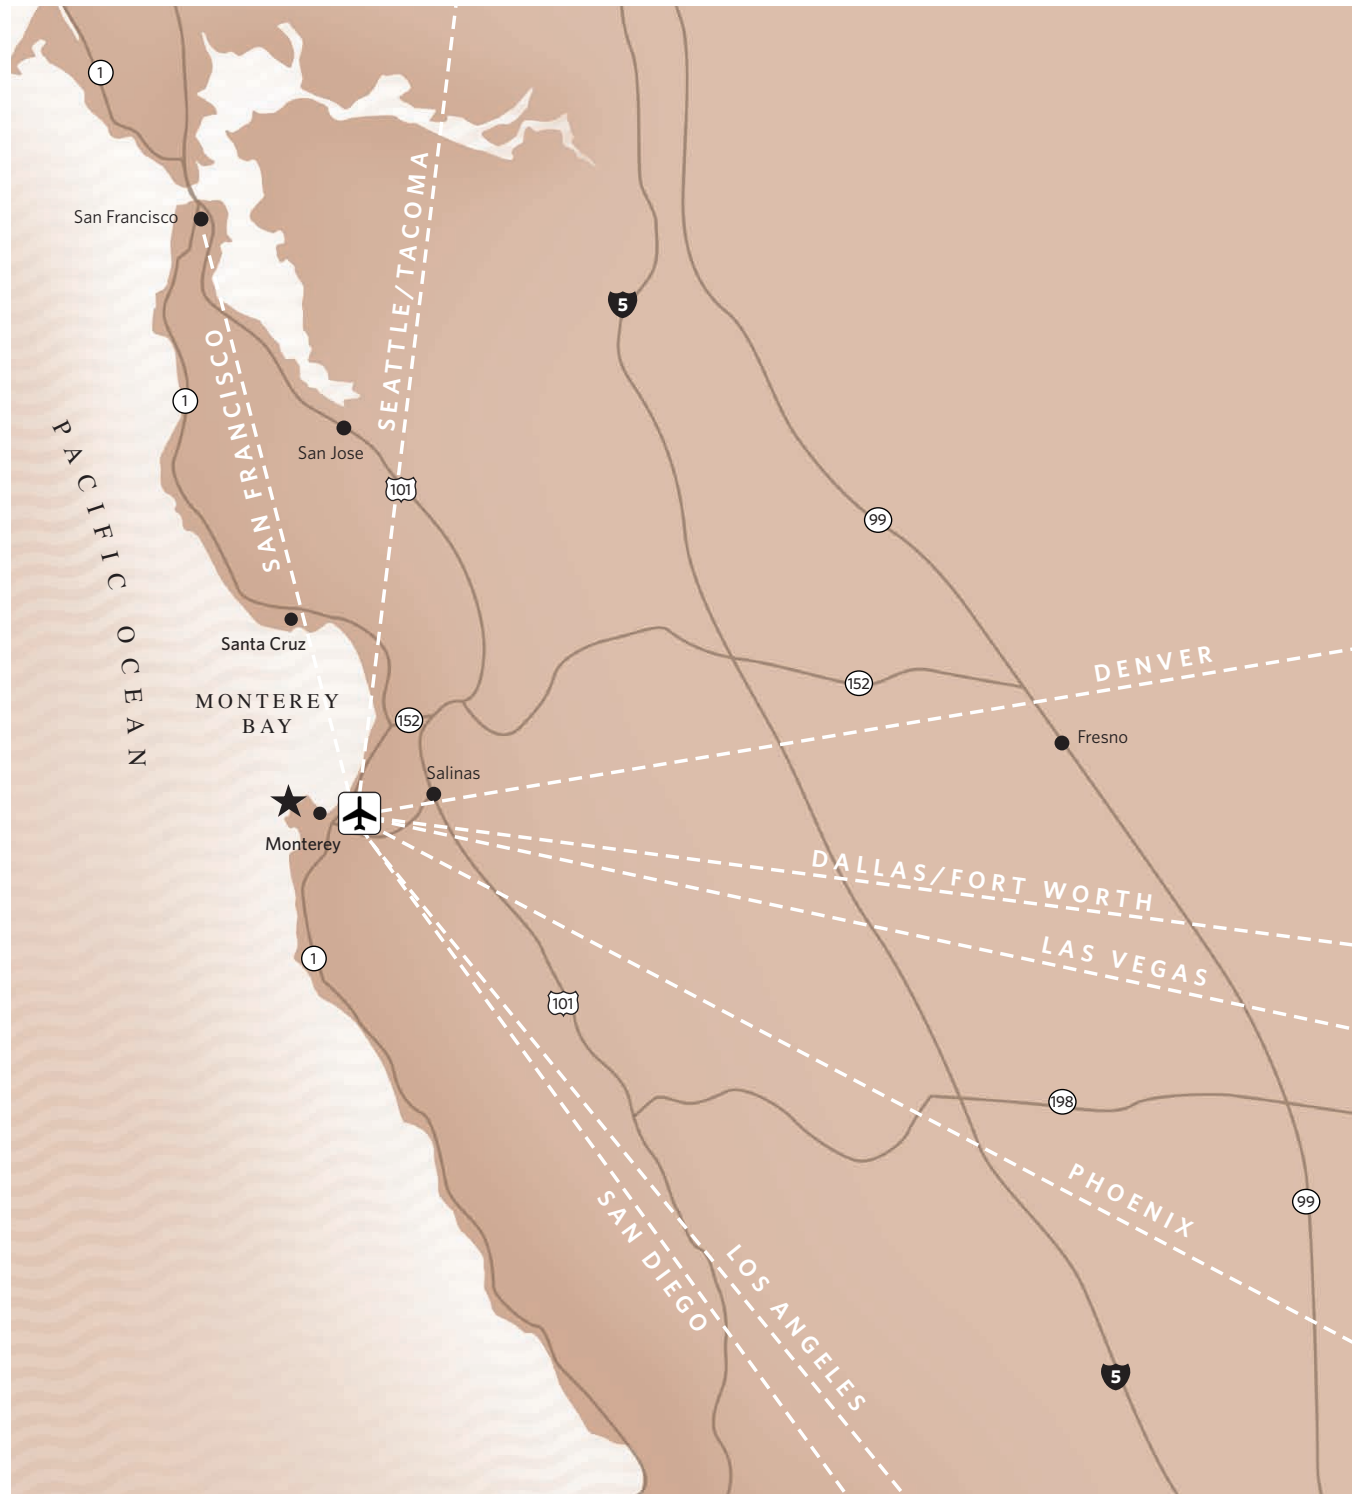 1
San Francisco
SEATTLE/TACOMA
5
SAN FRANCISCO
1
PACIFIC OCEAN
San Jose
101
99
Santa Cruz
MONTEREY
BAY
DENVER
152
152
Fresno
Salinas
Monterey
DALLAS/FORT WORTH
LAS VEGAS
1
101
198
PHOENIX
99
SAN DIEGO
LOS ANGELES
5